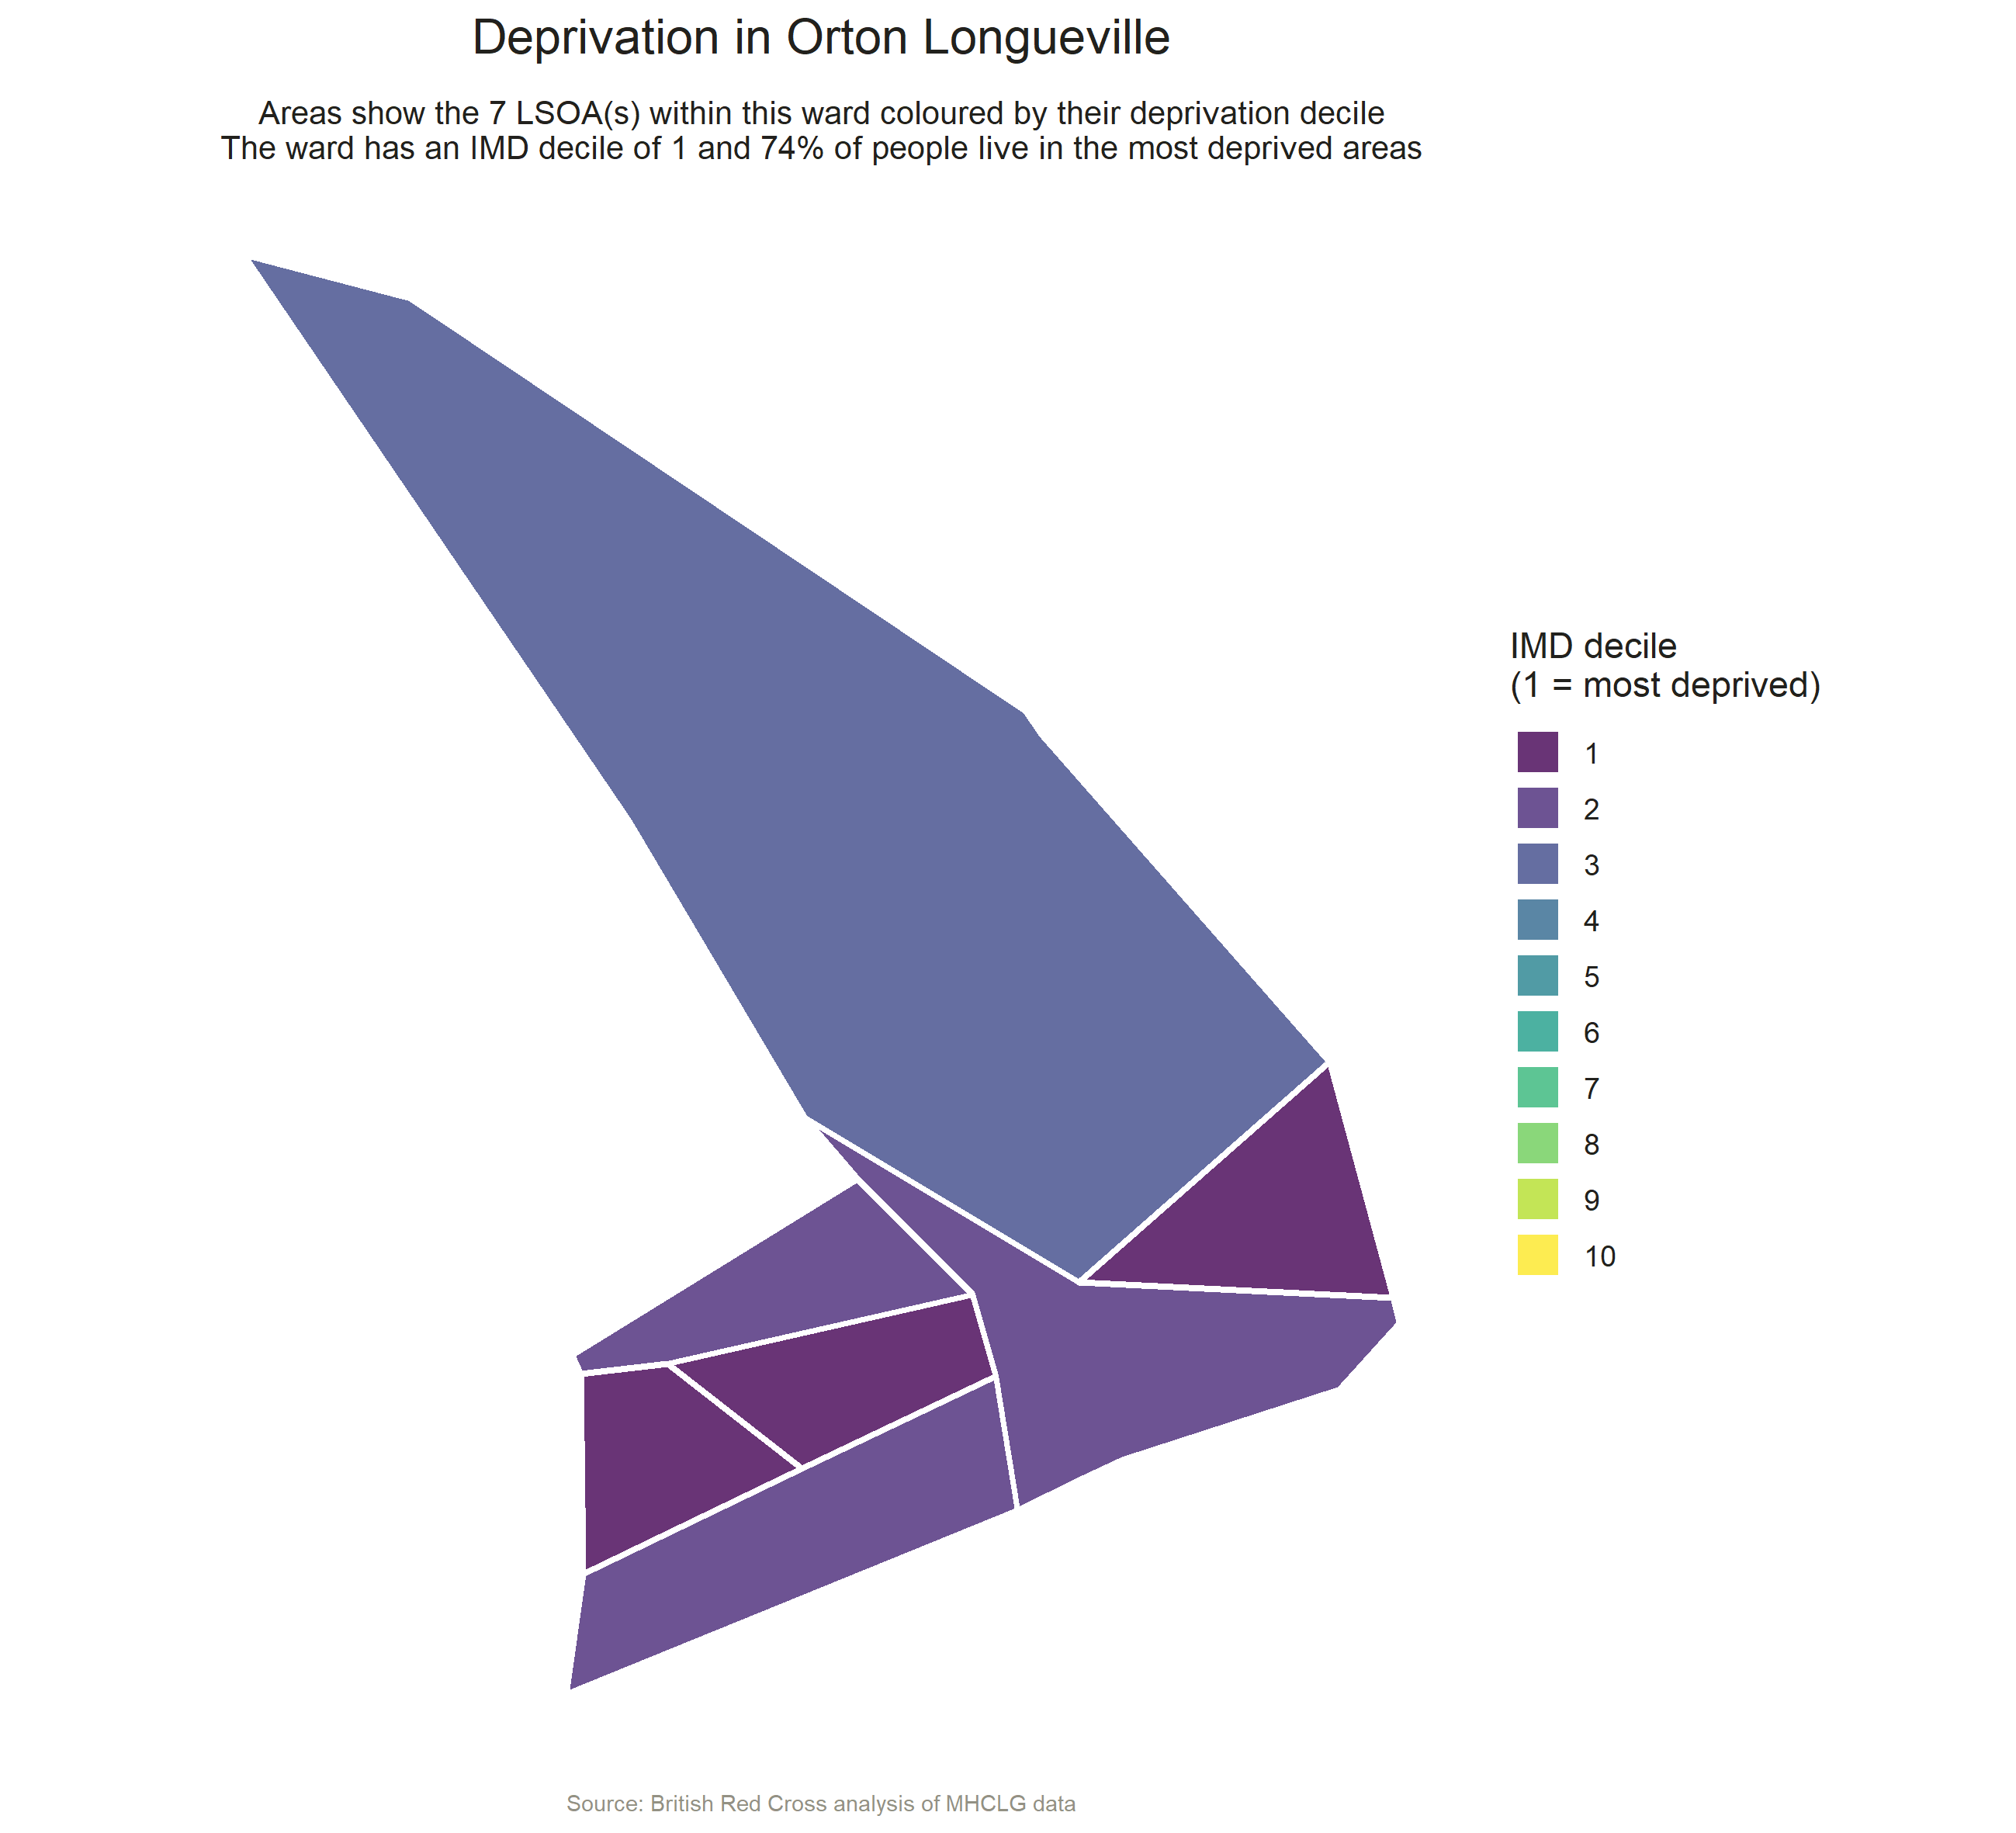 Deprivation in Orton Longueville
Areas show the 7 LSOA(s) within this ward coloured by their deprivation decile
The ward has an IMD decile of 1 and 74% of people live in the most deprived areas
IMD decile
(1 = most deprived)
1
2
3
4
5
6
7
8
9
10
Source: British Red Cross analysis of MHCLG data